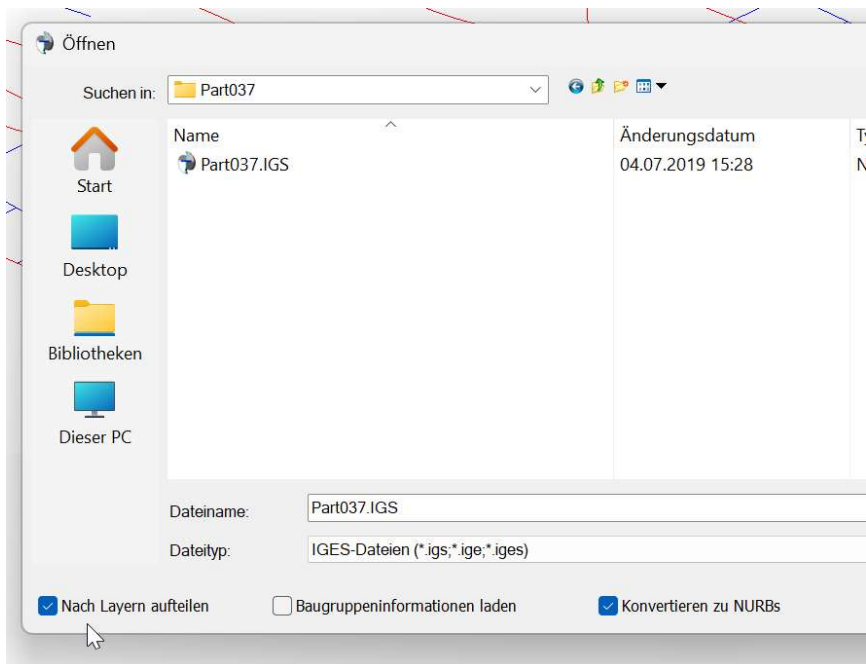 Öffnen
Suchen in:
Part037
Name
Änderungsdatum
Part037.IGS
04.07.2019 15:28
Start
Desktop
Bibliotheken
Dieser PC
Dateiname:
Part037.IGS
Dateityp:
IGES-Dateien (*.igs;*.ige;*.iges)
Nach Layern aufteilen
Baugruppeninformationen laden
Konvertieren zu NURBs